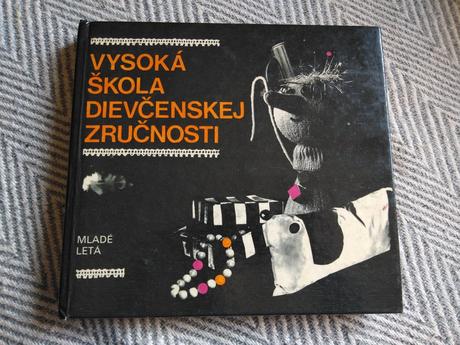 VYSOKÁ
ŠKOLA
DIEVČENSKEJ
ZRUČNOSTI
MLADÉ
LETÁ